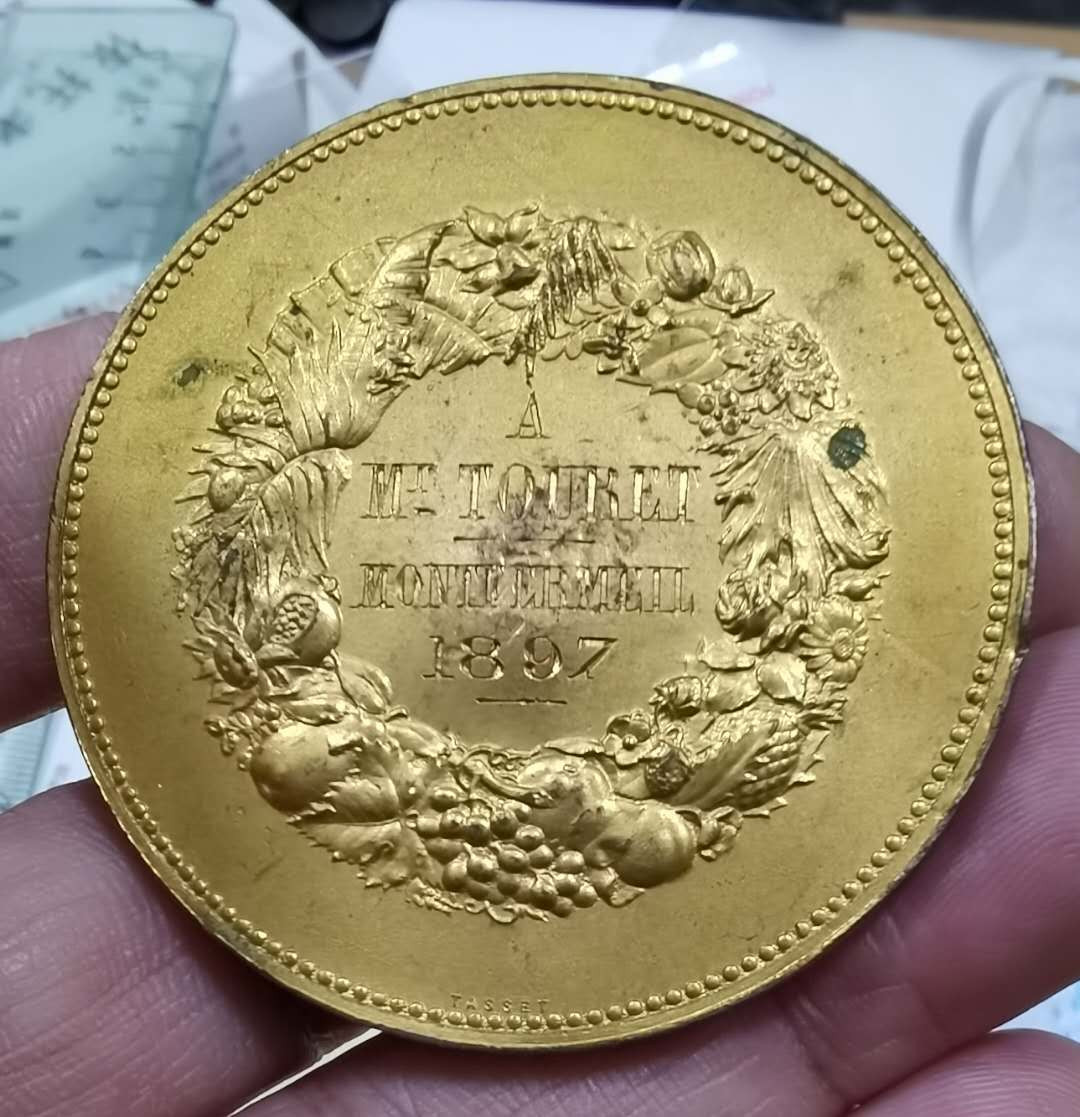 A
Mr TOURET
MONTFERMEIL
1897
TASSET